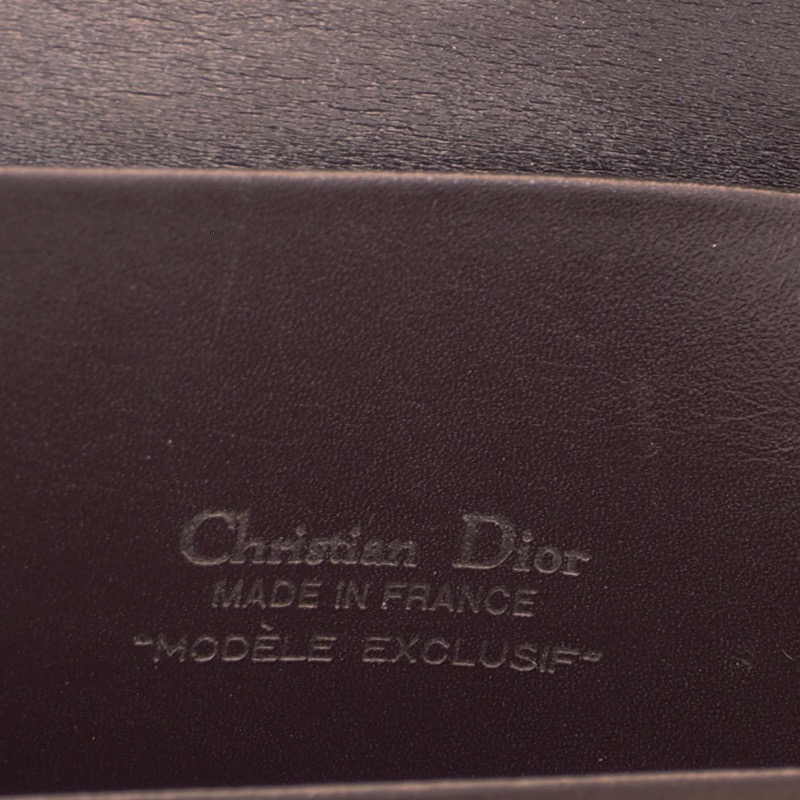 Christian Dior
MADE IN FRANCE
"MODÈLE EXCLUSIF"